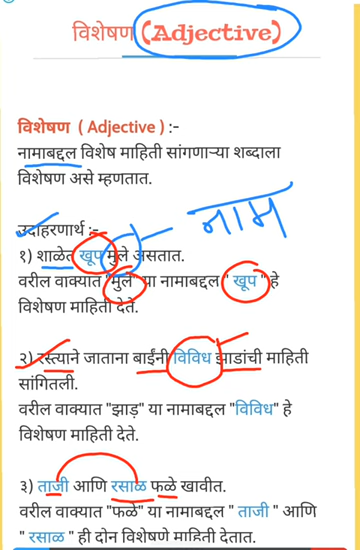 विशेषण (Adjective)
विशेषण ( Adjective ) :-
नामाबद्दल विशेष माहिती सांगणाऱ्या शब्दाला
विशेषण असे म्हणतात.
उदाहरणार्थ :-
नाम
१) शाळेत खूप मुले असतात.
वरील वाक्यात "मुले" या नामाबद्दल " खूप " हे
विशेषण माहिती देते.
२) रस्त्याने जाताना बाईंनी विविध झाडांची माहिती
सांगितली.
वरील वाक्यात "झाड" या नामाबद्दल "विविध" हे
विशेषण माहिती देते.
३) ताजी आणि रसाळ फळे खावीत.
वरील वाक्यात "फळे" या नामाबद्दल " ताजी " आणि
" रसाळ " ही दोन विशेषणे माहिती देतात.